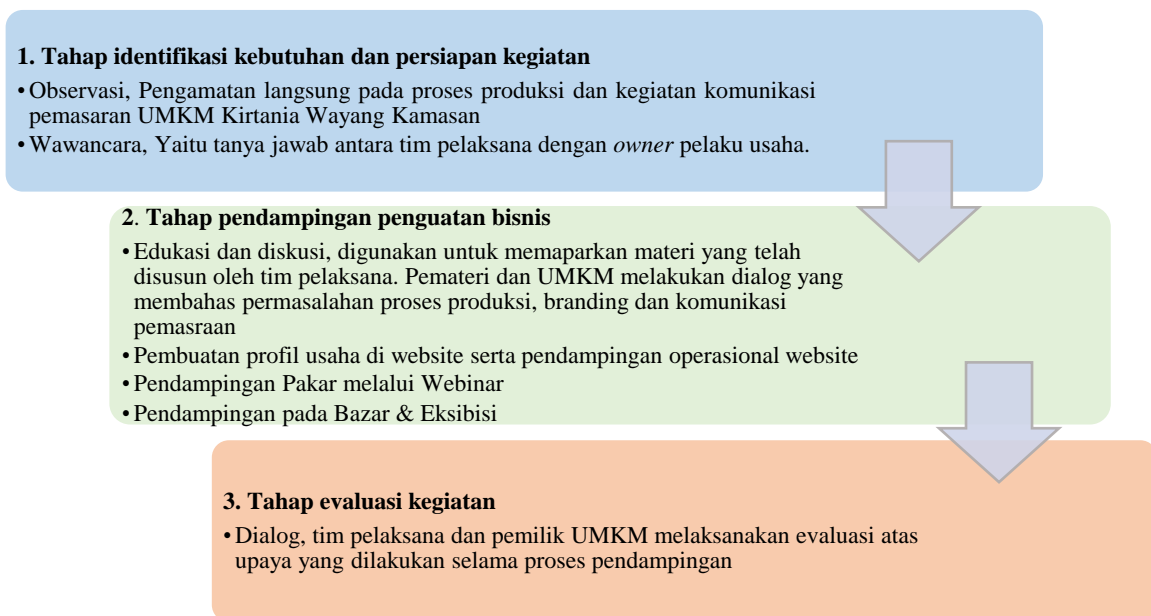 1. Tahap identifikasi kebutuhan dan persiapan kegiatan
• Observasi, Pengamatan langsung pada proses produksi dan kegiatan komunikasi
pemasaran UMKM Kirtania Wayang Kamasan
• Wawancara, Yaitu tanya jawab antara tim pelaksana dengan owner pelaku usaha.
2. Tahap pendampingan penguatan bisnis
• Edukasi dan diskusi, digunakan untuk memaparkan materi yang telah
disusun oleh tim pelaksana. Pemateri dan UMKM melakukan dialog yang
membahas permasalahan proses produksi, branding dan komunikasi
pemasraan
• Pembuatan profil usaha di website serta pendampingan operasional website
• Pendampingan Pakar melalui Webinar
• Pendampingan pada Bazar & Eksibisi
3. Tahap evaluasi kegiatan
• Dialog, tim pelaksana dan pemilik UMKM melaksanakan evaluasi atas
upaya yang dilakukan selama proses pendampingan